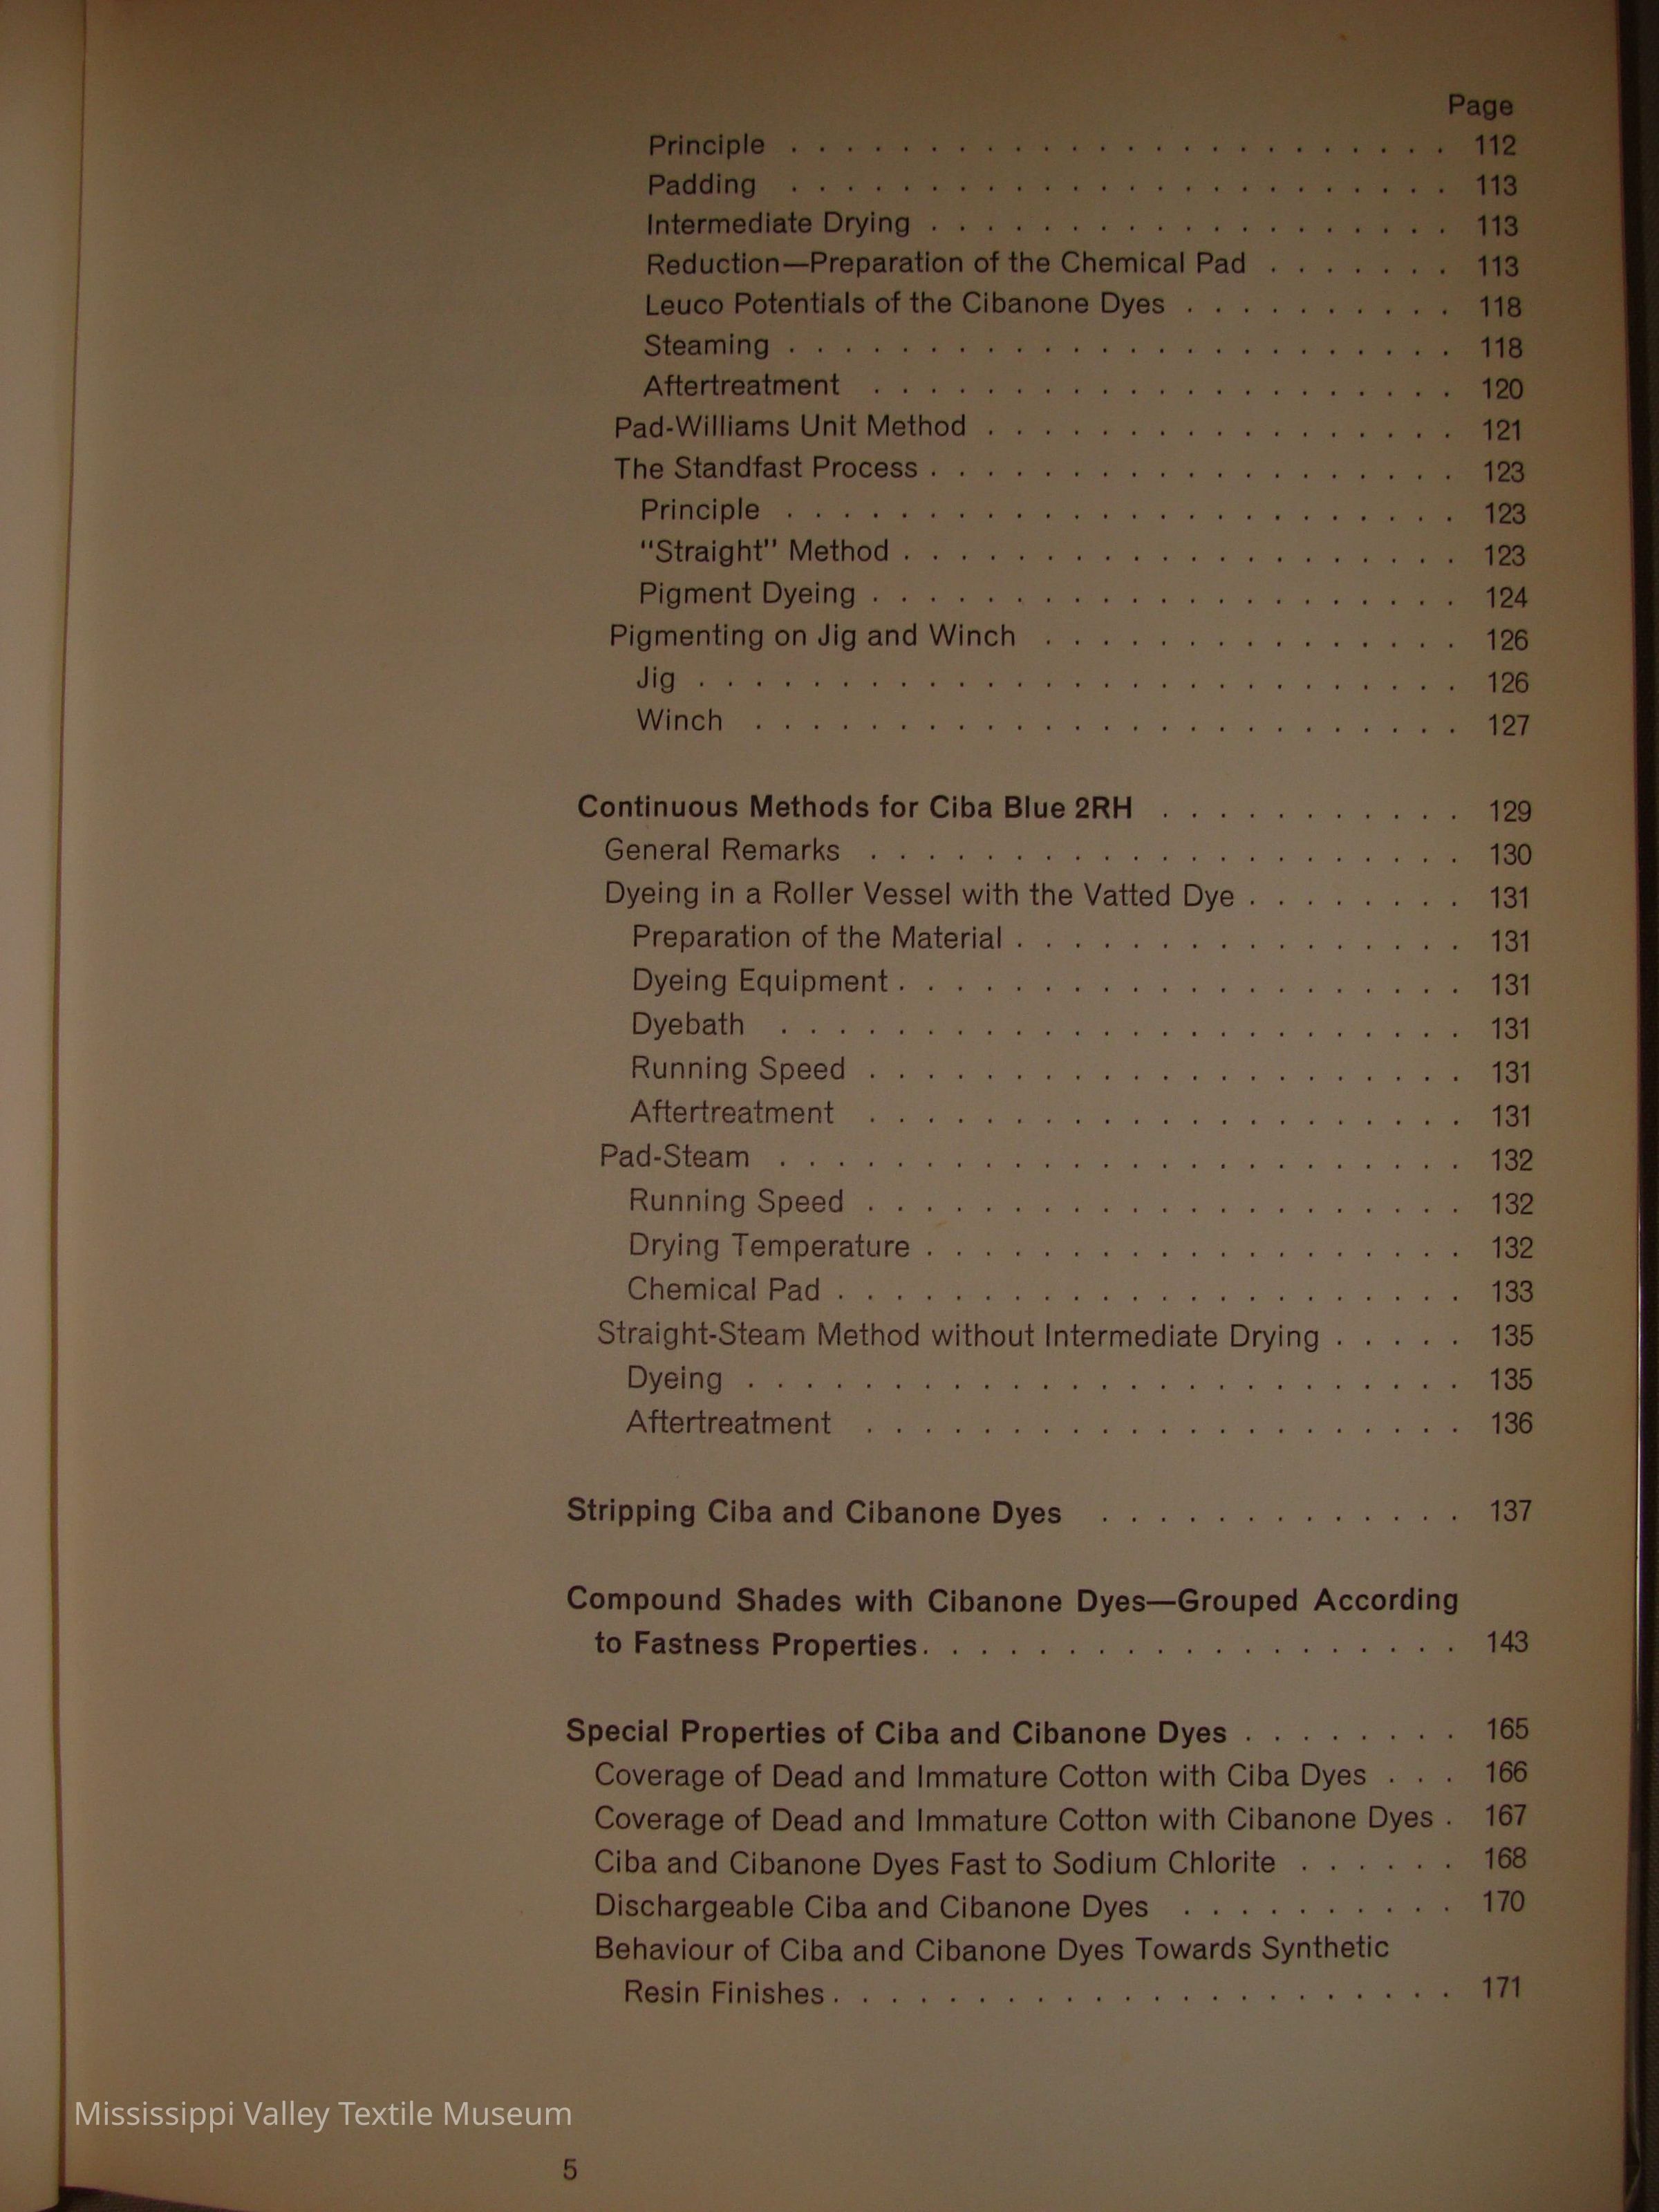 Page
Principle . . . . . . . . . . . . . . . . . . . . . . . . 112
Padding . . . . . . . . . . . . . . . . . . . . . . . . 113
Intermediate Drying . . . . . . . . . . . . . . . . . . . 113
Reduction—Preparation of the Chemical Pad . . . . . . . 113
Leuco Potentials of the Cibanone Dyes . . . . . . . . . . 118
Steaming . . . . . . . . . . . . . . . . . . . . . . . . 118
Aftertreatment . . . . . . . . . . . . . . . . . . . . . 120
Pad-Williams Unit Method . . . . . . . . . . . . . . . . . 121
The Standfast Process . . . . . . . . . . . . . . . . . . . 123
Principle . . . . . . . . . . . . . . . . . . . . . . . . 123
“Straight” Method . . . . . . . . . . . . . . . . . . . . 123
Pigment Dyeing . . . . . . . . . . . . . . . . . . . . . 124
Pigmenting on Jig and Winch . . . . . . . . . . . . . . . 126
Jig . . . . . . . . . . . . . . . . . . . . . . . . . . . 126
Winch . . . . . . . . . . . . . . . . . . . . . . . . . 127
Continuous Methods for Ciba Blue 2RH . . . . . . . . . . . 129
General Remarks . . . . . . . . . . . . . . . . . . . . . 130
Dyeing in a Roller Vessel with the Vatted Dye . . . . . . . . 131
Preparation of the Material . . . . . . . . . . . . . . . . 131
Dyeing Equipment . . . . . . . . . . . . . . . . . . . . 131
Dyebath . . . . . . . . . . . . . . . . . . . . . . . . 131
Running Speed . . . . . . . . . . . . . . . . . . . . . 131
Aftertreatment . . . . . . . . . . . . . . . . . . . . . 131
Pad-Steam . . . . . . . . . . . . . . . . . . . . . . . . 132
Running Speed . . . . . . . . . . . . . . . . . . . . . 132
Drying Temperature . . . . . . . . . . . . . . . . . . . 132
Chemical Pad . . . . . . . . . . . . . . . . . . . . . . 133
Straight-Steam Method without Intermediate Drying . . . . . 135
Dyeing . . . . . . . . . . . . . . . . . . . . . . . . . 135
Aftertreatment . . . . . . . . . . . . . . . . . . . . . 136
Stripping Ciba and Cibanone Dyes . . . . . . . . . . . . . 137
Compound Shades with Cibanone Dyes—Grouped According
to Fastness Properties . . . . . . . . . . . . . . . . . . . 143
Special Properties of Ciba and Cibanone Dyes . . . . . . . . 165
Coverage of Dead and Immature Cotton with Ciba Dyes . . . 166
Coverage of Dead and Immature Cotton with Cibanone Dyes . 167
Ciba and Cibanone Dyes Fast to Sodium Chlorite . . . . . . 168
Dischargeable Ciba and Cibanone Dyes . . . . . . . . . . 170
Behaviour of Ciba and Cibanone Dyes Towards Synthetic
Resin Finishes . . . . . . . . . . . . . . . . . . . . . . 171
Mississippi Valley Textile Museum
5